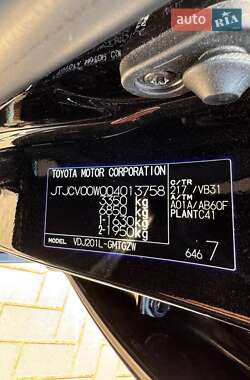 auto RIA
TOYOTA MOTOR CORPORATION
JTJCV00W004013758
3350 kg
6850 kg
1-1630 kg
2-1950 kg
C/TR
217 /VB31
A/TM
A01A/AB60F
PLANT C41
MODEL VDJ201L-GMTGZW
646 7